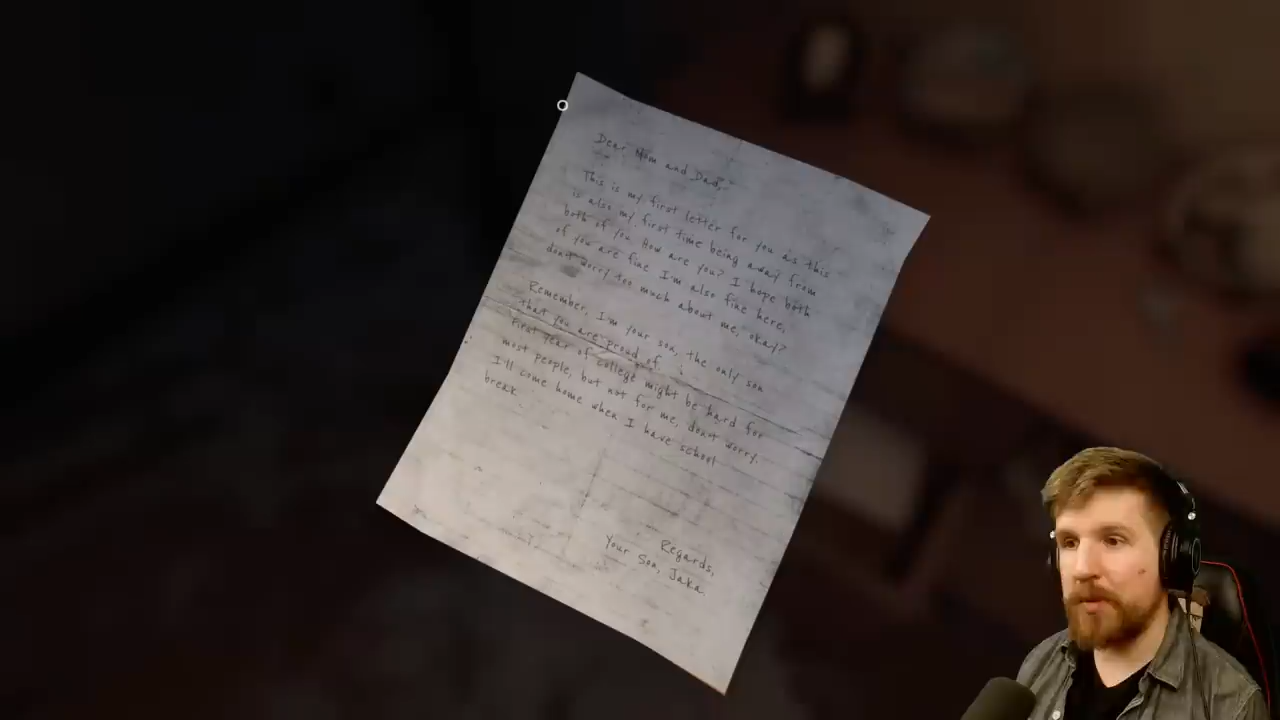 Dear Mom and Dad,
This is my first letter for you as this
is also my first time being away from
both of you. How are you? I hope both
of you are fine I'm also fine here,
don't worry too much about me, okay?
Remember, I'm your son, the only son
that you are proud of.
First year of college might be hard for
most people, but not for me, don't worry.
I'll come home when I have school
break.
Regards,
Your Son, Jaka.